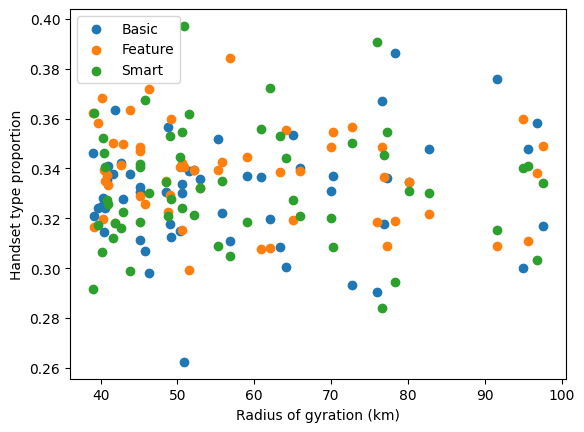 Basic
Feature
Smart
0.40
0.38
0.36
0.34
0.32
0.30
0.28
0.26
Handset type proportion
40 50 60 70 80 90 100
Radius of gyration (km)